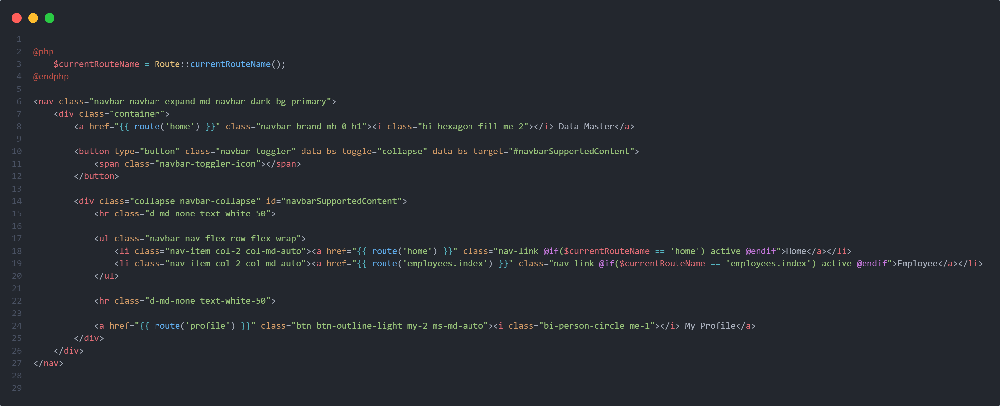 1
2 @php
3     $currentRouteName = Route::currentRouteName();
4 @endphp
5
6 <nav class="navbar navbar-expand-md navbar-dark bg-primary">
7     <div class="container">
8         <a href="{{ route('home') }}" class="navbar-brand mb-0 h1"><i class="bi-hexagon-fill me-2"></i> Data Master</a>
9
10         <button type="button" class="navbar-toggler" data-bs-toggle="collapse" data-bs-target="#navbarSupportedContent">
11             <span class="navbar-toggler-icon"></span>
12         </button>
13
14         <div class="collapse navbar-collapse" id="navbarSupportedContent">
15             <hr class="d-md-none text-white-50">
16
17             <ul class="navbar-nav flex-row flex-wrap">
18                 <li class="nav-item col-2 col-md-auto"><a href="{{ route('home') }}" class="nav-link @if($currentRouteName == 'home') active @endif">Home</a></li>
19                 <li class="nav-item col-2 col-md-auto"><a href="{{ route('employees.index') }}" class="nav-link @if($currentRouteName == 'employees.index') active @endif">Employee</a></li>
20             </ul>
21
22             <hr class="d-md-none text-white-50">
23
24             <a href="{{ route('profile') }}" class="btn btn-outline-light my-2 ms-md-auto"><i class="bi-person-circle me-1"></i> My Profile</a>
25         </div>
26     </div>
27 </nav>
28
29